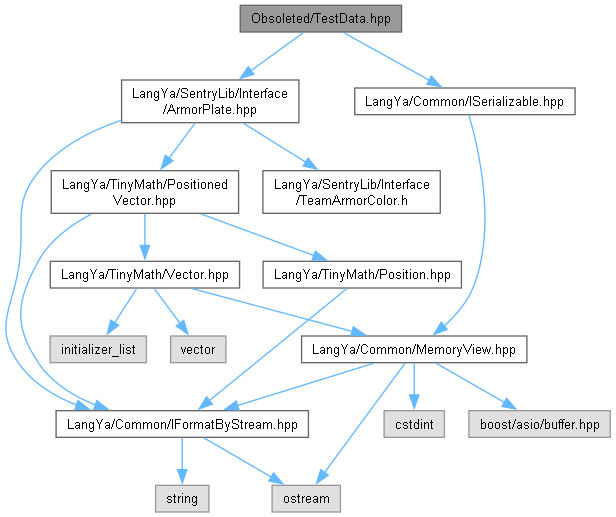 Obsoleted/TestData.hpp
LangYa/SentryLib/Interface
/ArmorPlate.hpp
LangYa/Common/ISerializable.hpp
LangYa/TinyMath/Positioned
Vector.hpp
LangYa/SentryLib/Interface
/TeamArmorColor.h
LangYa/TinyMath/Vector.hpp
LangYa/TinyMath/Position.hpp
initializer_list
vector
LangYa/Common/MemoryView.hpp
LangYa/Common/IFormatByStream.hpp
cstdint
boost/asio/buffer.hpp
string
ostream